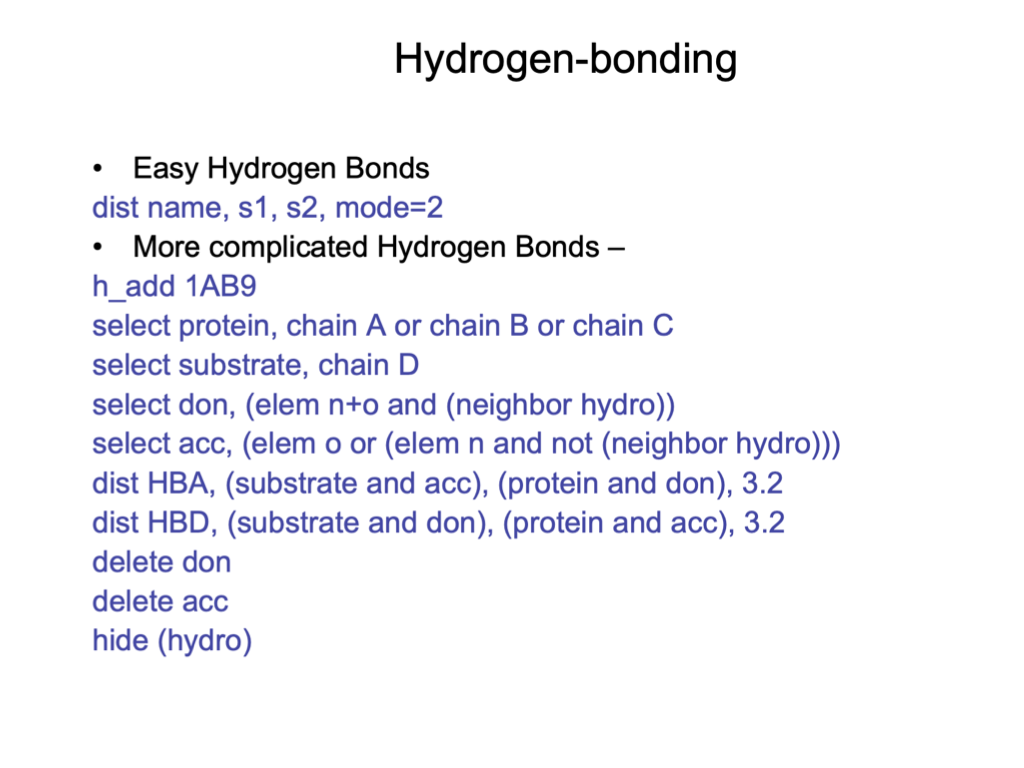 Hydrogen-bonding
• Easy Hydrogen Bonds
dist name, s1, s2, mode=2
• More complicated Hydrogen Bonds –
h_add 1AB9
select protein, chain A or chain B or chain C
select substrate, chain D
select don, (elem n+o and (neighbor hydro))
select acc, (elem o or (elem n and not (neighbor hydro)))
dist HBA, (substrate and acc), (protein and don), 3.2
dist HBD, (substrate and don), (protein and acc), 3.2
delete don
delete acc
hide (hydro)